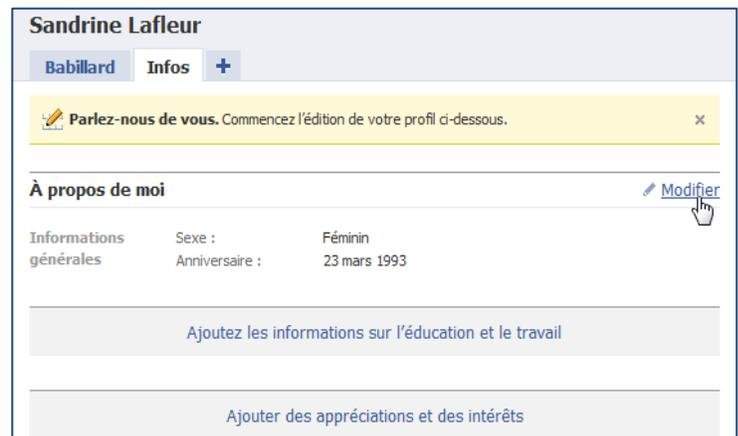 Sandrine Lafleur
Babillard Infos +
Parlez-nous de vous. Commencez l'édition de votre profil ci-dessous. ×
À propos de moi Modifier
Informations générales Sexe : Féminin
Anniversaire : 23 mars 1993
Ajoutez les informations sur l'éducation et le travail
Ajouter des appréciations et des intérêts